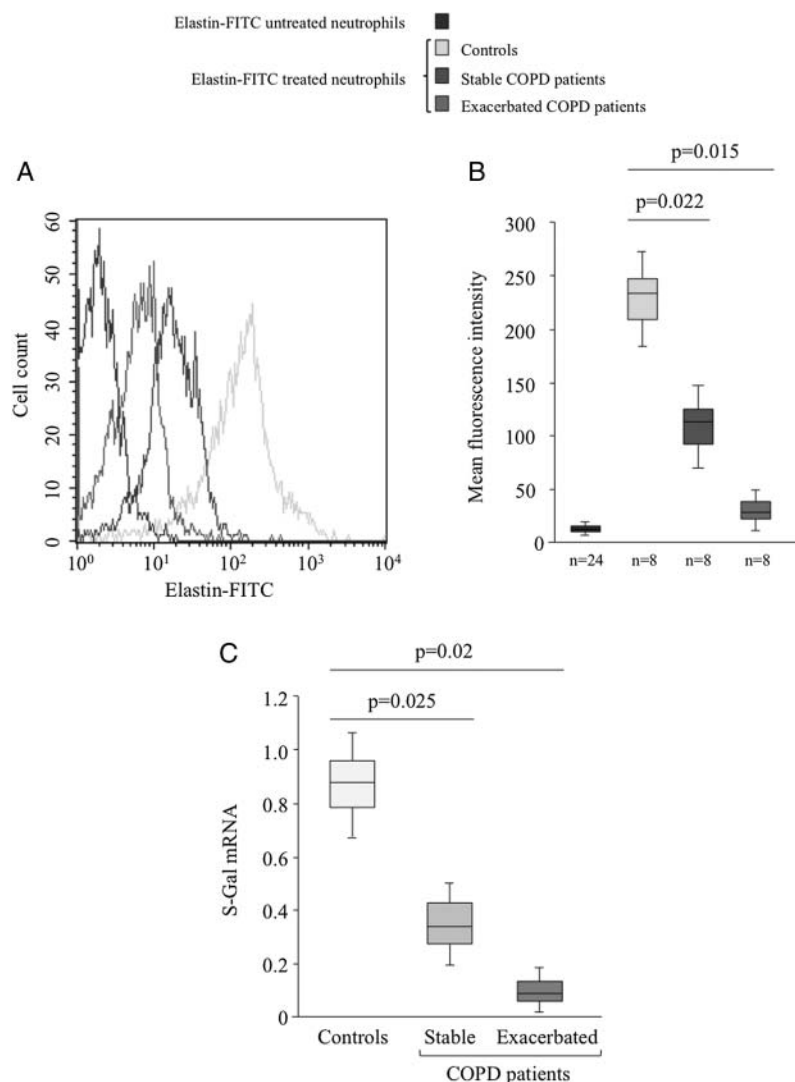 Elastin-FITC untreated neutrophils
Controls
Elastin-FITC treated neutrophils
Stable COPD patients
Exacerbated COPD patients
A
60
50
40
30
20
10
0
Cell count
10⁰ 10¹ 10² 10³ 10⁴
Elastin-FITC
B
p=0.015
p=0.022
300
250
200
150
100
50
0
Mean fluorescence intensity
n=24 n=8 n=8 n=8
C
p=0.02
p=0.025
1.2
1.0
0.8
0.6
0.4
0.2
0
S-Gal mRNA
Controls Stable Exacerbated
COPD patients